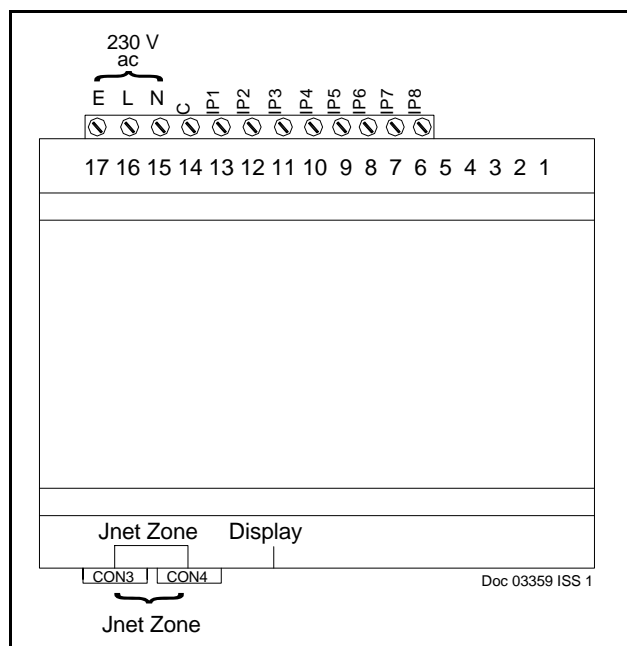 230 V
ac
E L N C IP1 IP2 IP3 IP4 IP5 IP6 IP7 IP8
17 16 15 14 13 12 11 10 9 8 7 6 5 4 3 2 1
Jnet Zone Display
CON3 CON4
Doc 03359 ISS 1
Jnet Zone